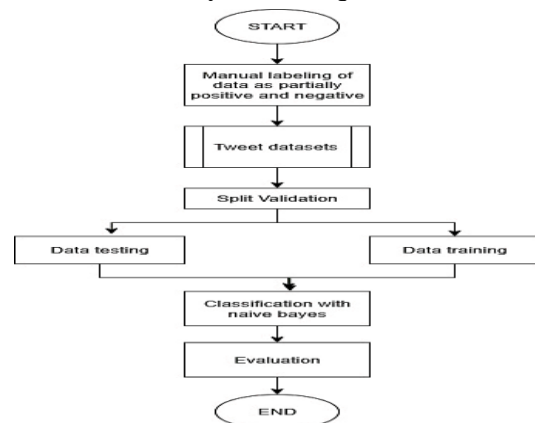 START
Manual labeling of
data as partially
positive and negative
Tweet datasets
Split Validation
Data testing
Data training
Classification with
naive bayes
Evaluation
END